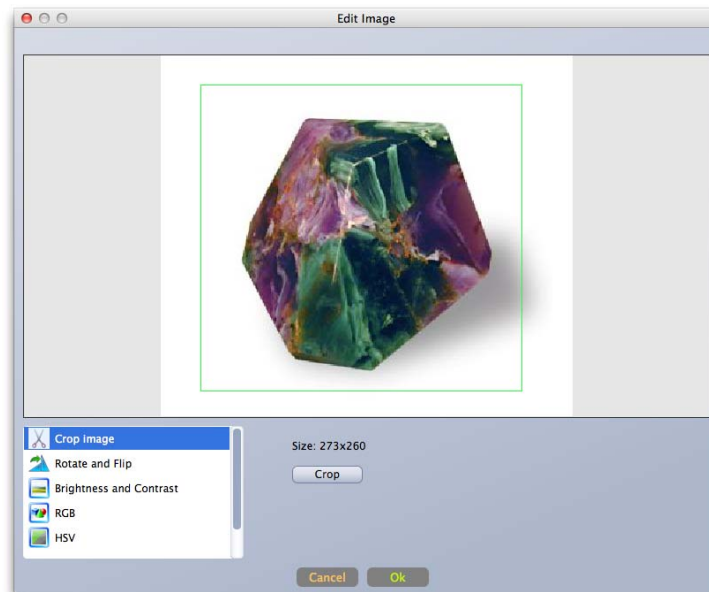 Edit Image
Crop image
Rotate and Flip
Brightness and Contrast
RGB
HSV
Size: 273x260
Crop
Cancel
Ok